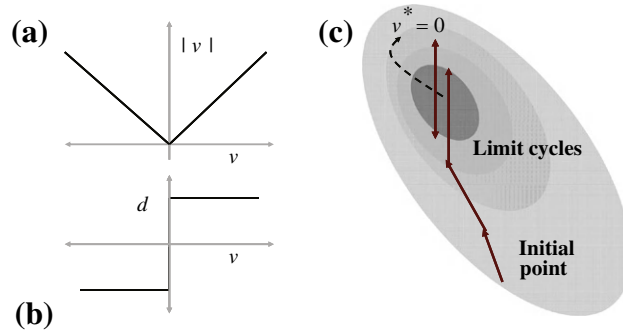 (a)
| v |
v
d
v
(b)
(c)
v* = 0
Limit cycles
Initial
point